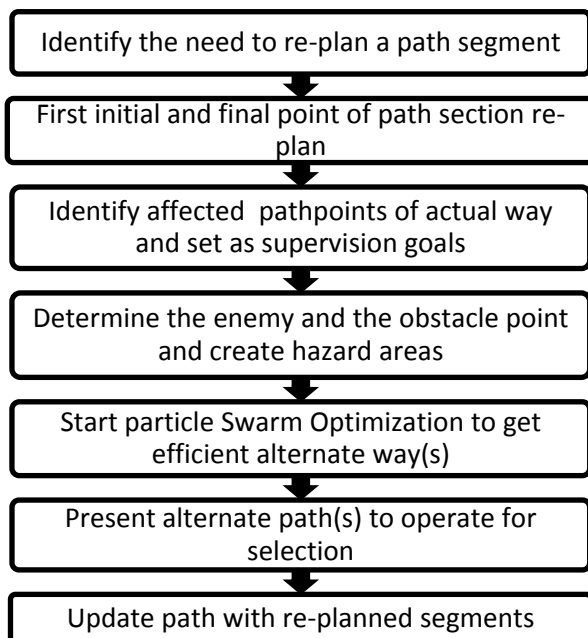 Identify the need to re-plan a path segment
First initial and final point of path section re-
plan
Identify affected pathpoints of actual way
and set as supervision goals
Determine the enemy and the obstacle point
and create hazard areas
Start particle Swarm Optimization to get
efficient alternate way(s)
Present alternate path(s) to operate for
selection
Update path with re-planned segments